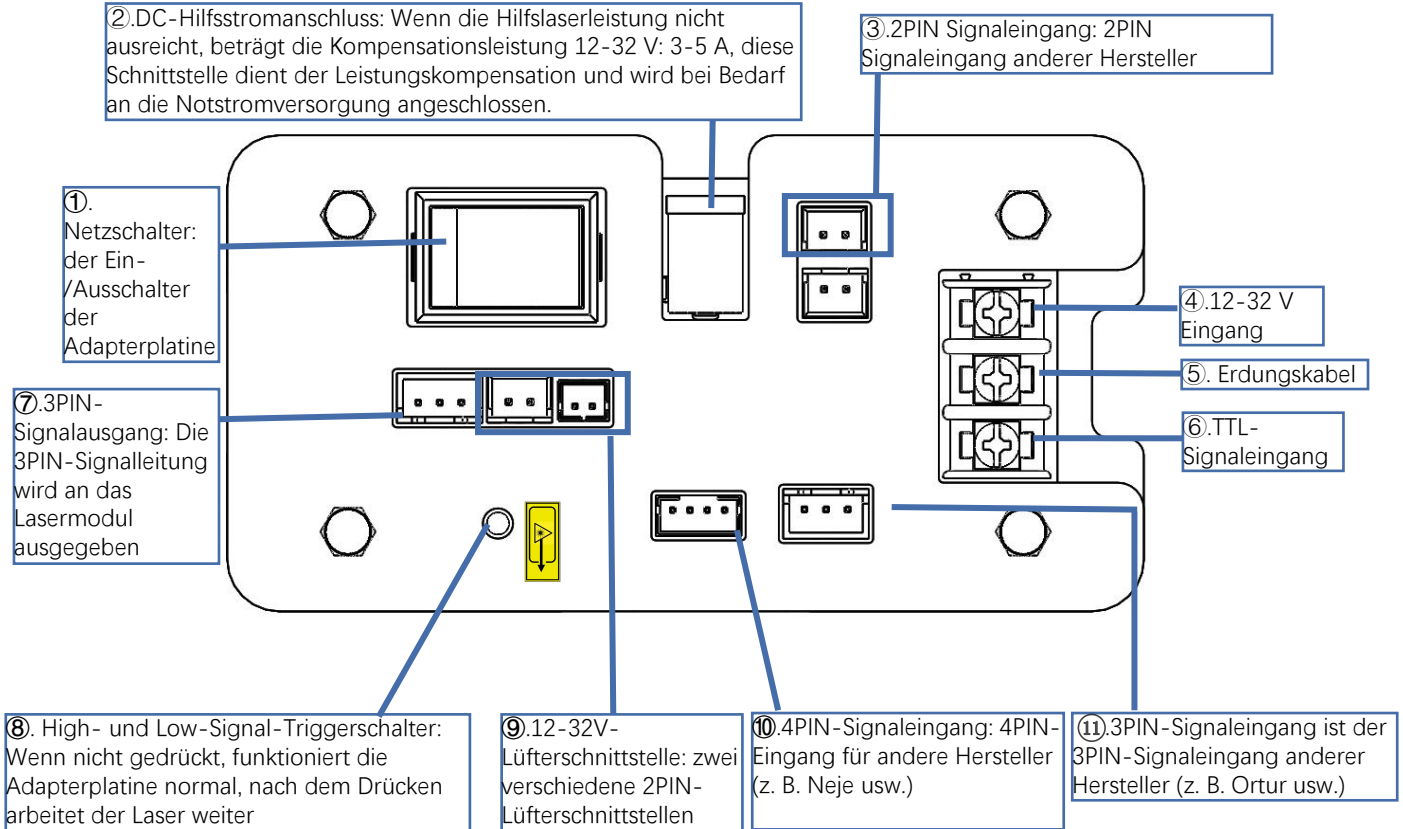 ②.DC-Hilfsstromanschluss: Wenn die Hilfslaserleistung nicht
ausreicht, beträgt die Kompensationsleistung 12-32 V: 3-5 A, diese
Schnittstelle dient der Leistungskompensation und wird bei Bedarf
an die Notstromversorgung angeschlossen.
③.2PIN Signaleingang: 2PIN
Signaleingang anderer Hersteller
①.
Netzschalter:
der Ein-
/Ausschalter
der
Adapterplatine
④.12-32 V
Eingang
⑤. Erdungskabel
⑥.TTL-
Signaleingang
⑦.3PIN-
Signalausgang: Die
3PIN-Signalleitung
wird an das
Lasermodul
ausgegeben
⑧. High- und Low-Signal-Triggerschalter:
Wenn nicht gedrückt, funktioniert die
Adapterplatine normal, nach dem Drücken
arbeitet der Laser weiter
⑨.12-32V-
Lüfterschnittstelle: zwei
verschiedene 2PIN-
Lüfterschnittstellen
⑩.4PIN-Signaleingang: 4PIN-
Eingang für andere Hersteller
(z. B. Neje usw.)
⑪.3PIN-Signaleingang ist der
3PIN-Signaleingang anderer
Hersteller (z. B. Ortur usw.)